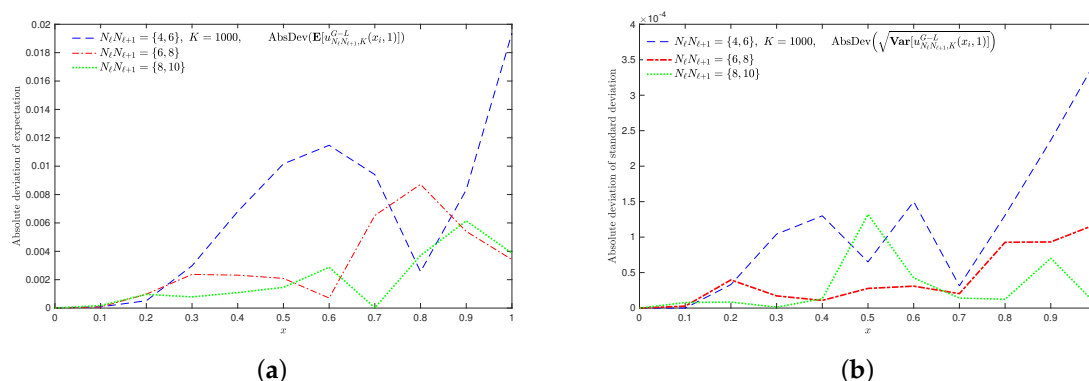 0.02
0.018
0.016
0.014
0.012
0.01
0.008
0.006
0.004
0.002
0
Absolute deviation of expectation
N_ℓN_{ℓ+1} = {4, 6}, K = 1000, AbsDev(E[u^{G−L}_{N_ℓN_{ℓ+1},K}(x_i, 1)])
N_ℓN_{ℓ+1} = {6, 8}
N_ℓN_{ℓ+1} = {8, 10}
0 0.1 0.2 0.3 0.4 0.5 0.6 0.7 0.8 0.9 1
x
(a)
×10^{-4}
4
3.5
3
2.5
2
1.5
1
0.5
0
Absolute deviation of standard deviation
N_ℓN_{ℓ+1} = {4, 6}, K = 1000, AbsDev(√Var[u^{G−L}_{N_ℓN_{ℓ+1},K}(x_i, 1)])
N_ℓN_{ℓ+1} = {6, 8}
N_ℓN_{ℓ+1} = {8, 10}
0 0.1 0.2 0.3 0.4 0.5 0.6 0.7 0.8 0.9
x
(b)